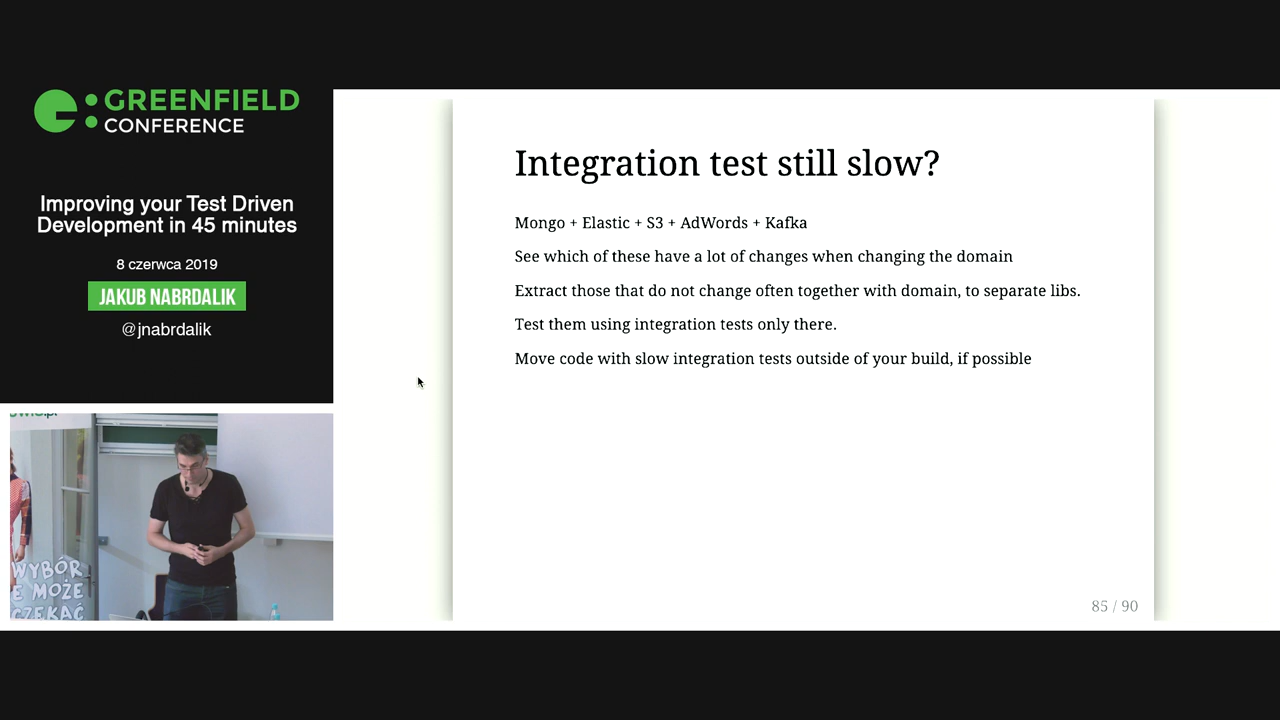 GREENFIELD
CONFERENCE
Improving your Test Driven
Development in 45 minutes
8 czerwca 2019
JAKUB NABRDALIK
@jnabrdalik
WYBÓR
E MOŻE
CZEKAĆ
Integration test still slow?
Mongo + Elastic + S3 + AdWords + Kafka
See which of these have a lot of changes when changing the domain
Extract those that do not change often together with domain, to separate libs.
Test them using integration tests only there.
Move code with slow integration tests outside of your build, if possible
85 / 90